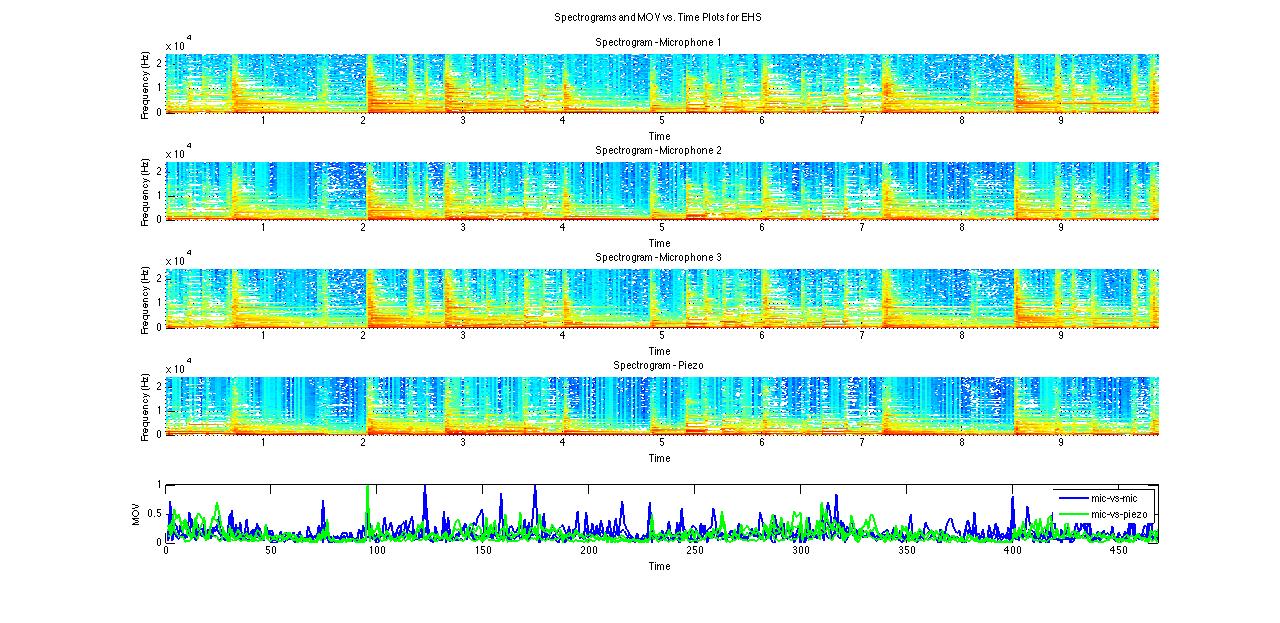 Spectrograms and MOV vs. Time Plots for EHS
Spectrogram - Microphone 1
x 10 4
Frequency (Hz)
2
1
0
1 2 3 4 5 6 7 8 9
Time
Spectrogram - Microphone 2
x 10 4
Frequency (Hz)
2
1
0
1 2 3 4 5 6 7 8 9
Time
Spectrogram - Microphone 3
x 10 4
Frequency (Hz)
2
1
0
1 2 3 4 5 6 7 8 9
Time
Spectrogram - Piezo
x 10 4
Frequency (Hz)
2
1
0
1 2 3 4 5 6 7 8 9
Time
MOV
1
0.5
0
mic-vs-mic
mic-vs-piezo
0 50 100 150 200 250 300 350 400 450
Time